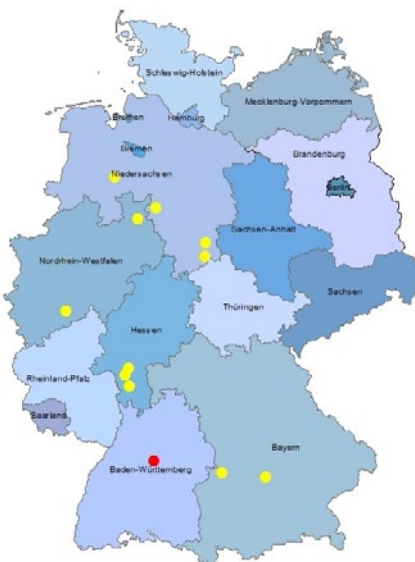 Schleswig-Holstein
Mecklenburg-Vorpommern
Bremen
Hamburg
Bremen
Brandenburg
Niedersachsen
Berlin
Sachsen-Anhalt
Nordrhein-Westfalen
Sachsen
Thüringen
Hessen
Rheinland-Pfalz
Saarland
Bayern
Baden-Württemberg